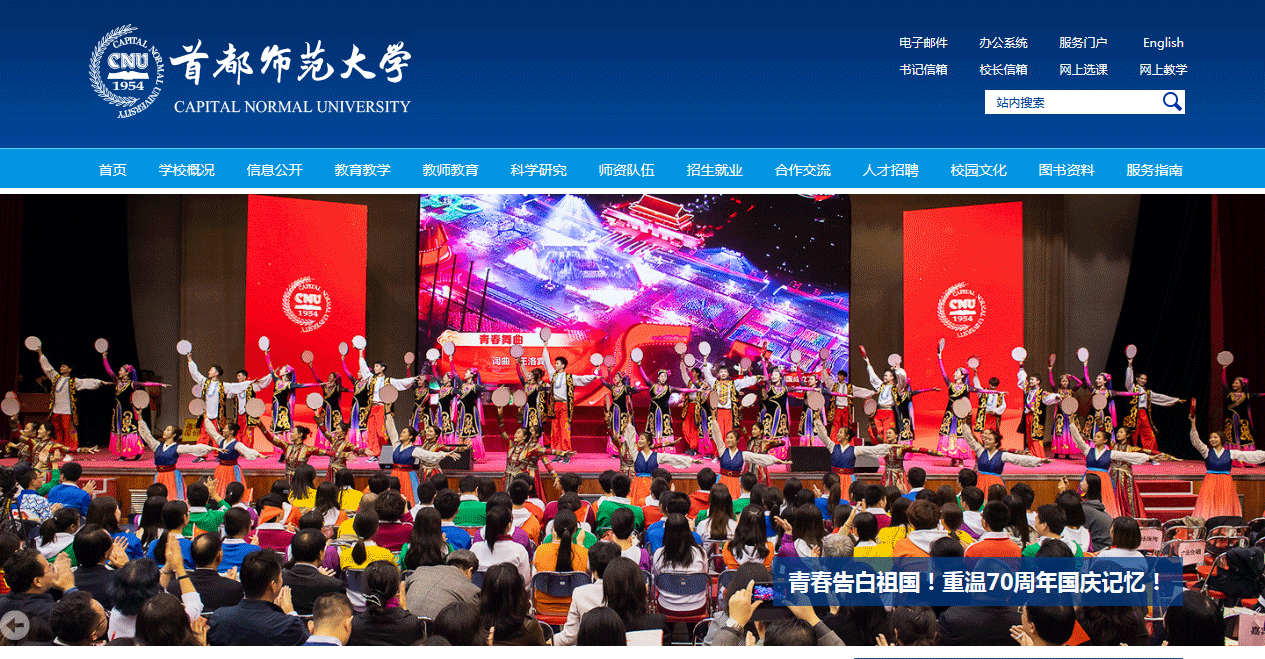 CAPITAL NORMAL UNIVERSITY
CNU
1954
首都师范大学
CAPITAL NORMAL UNIVERSITY
电子邮件 办公系统 服务门户 English
书记信箱 校长信箱 网上选课 网上教学
站内搜索
首页 学校概况 信息公开 教育教学 教师教育 科学研究 师资队伍 招生就业 合作交流 人才招聘 校园文化 图书资料 服务指南
CNU
1954
CNU
1954
青春舞曲
青春告白祖国！重温70周年国庆记忆！